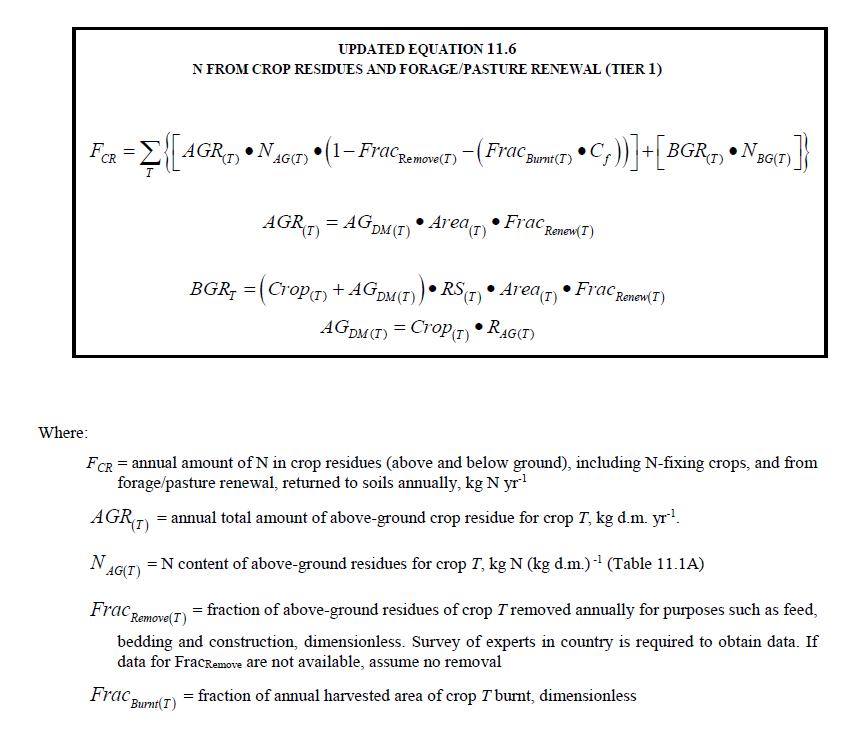 UPDATED EQUATION 11.6
N FROM CROP RESIDUES AND FORAGE/PASTURE RENEWAL (TIER 1)
F_CR = ∑_T {[AGR_(T) • N_AG(T) • (1 − Frac_Remove(T) − (Frac_Burnt(T) • C_f))] + [BGR_(T) • N_BG(T)]}
AGR_(T) = AG_DM(T) • Area_(T) • Frac_Renew(T)
BGR_T = (Crop_(T) + AG_DM(T)) • RS_(T) • Area_(T) • Frac_Renew(T)
AG_DM(T) = Crop_(T) • R_AG(T)
Where:
F_CR = annual amount of N in crop residues (above and below ground), including N-fixing crops, and from
forage/pasture renewal, returned to soils annually, kg N yr⁻¹
AGR_(T) = annual total amount of above-ground crop residue for crop T, kg d.m. yr⁻¹.
N_AG(T) = N content of above-ground residues for crop T, kg N (kg d.m.) ⁻¹ (Table 11.1A)
Frac_Remove(T) = fraction of above-ground residues of crop T removed annually for purposes such as feed,
bedding and construction, dimensionless. Survey of experts in country is required to obtain data. If
data for Frac_Remove are not available, assume no removal
Frac_Burnt(T) = fraction of annual harvested area of crop T burnt, dimensionless